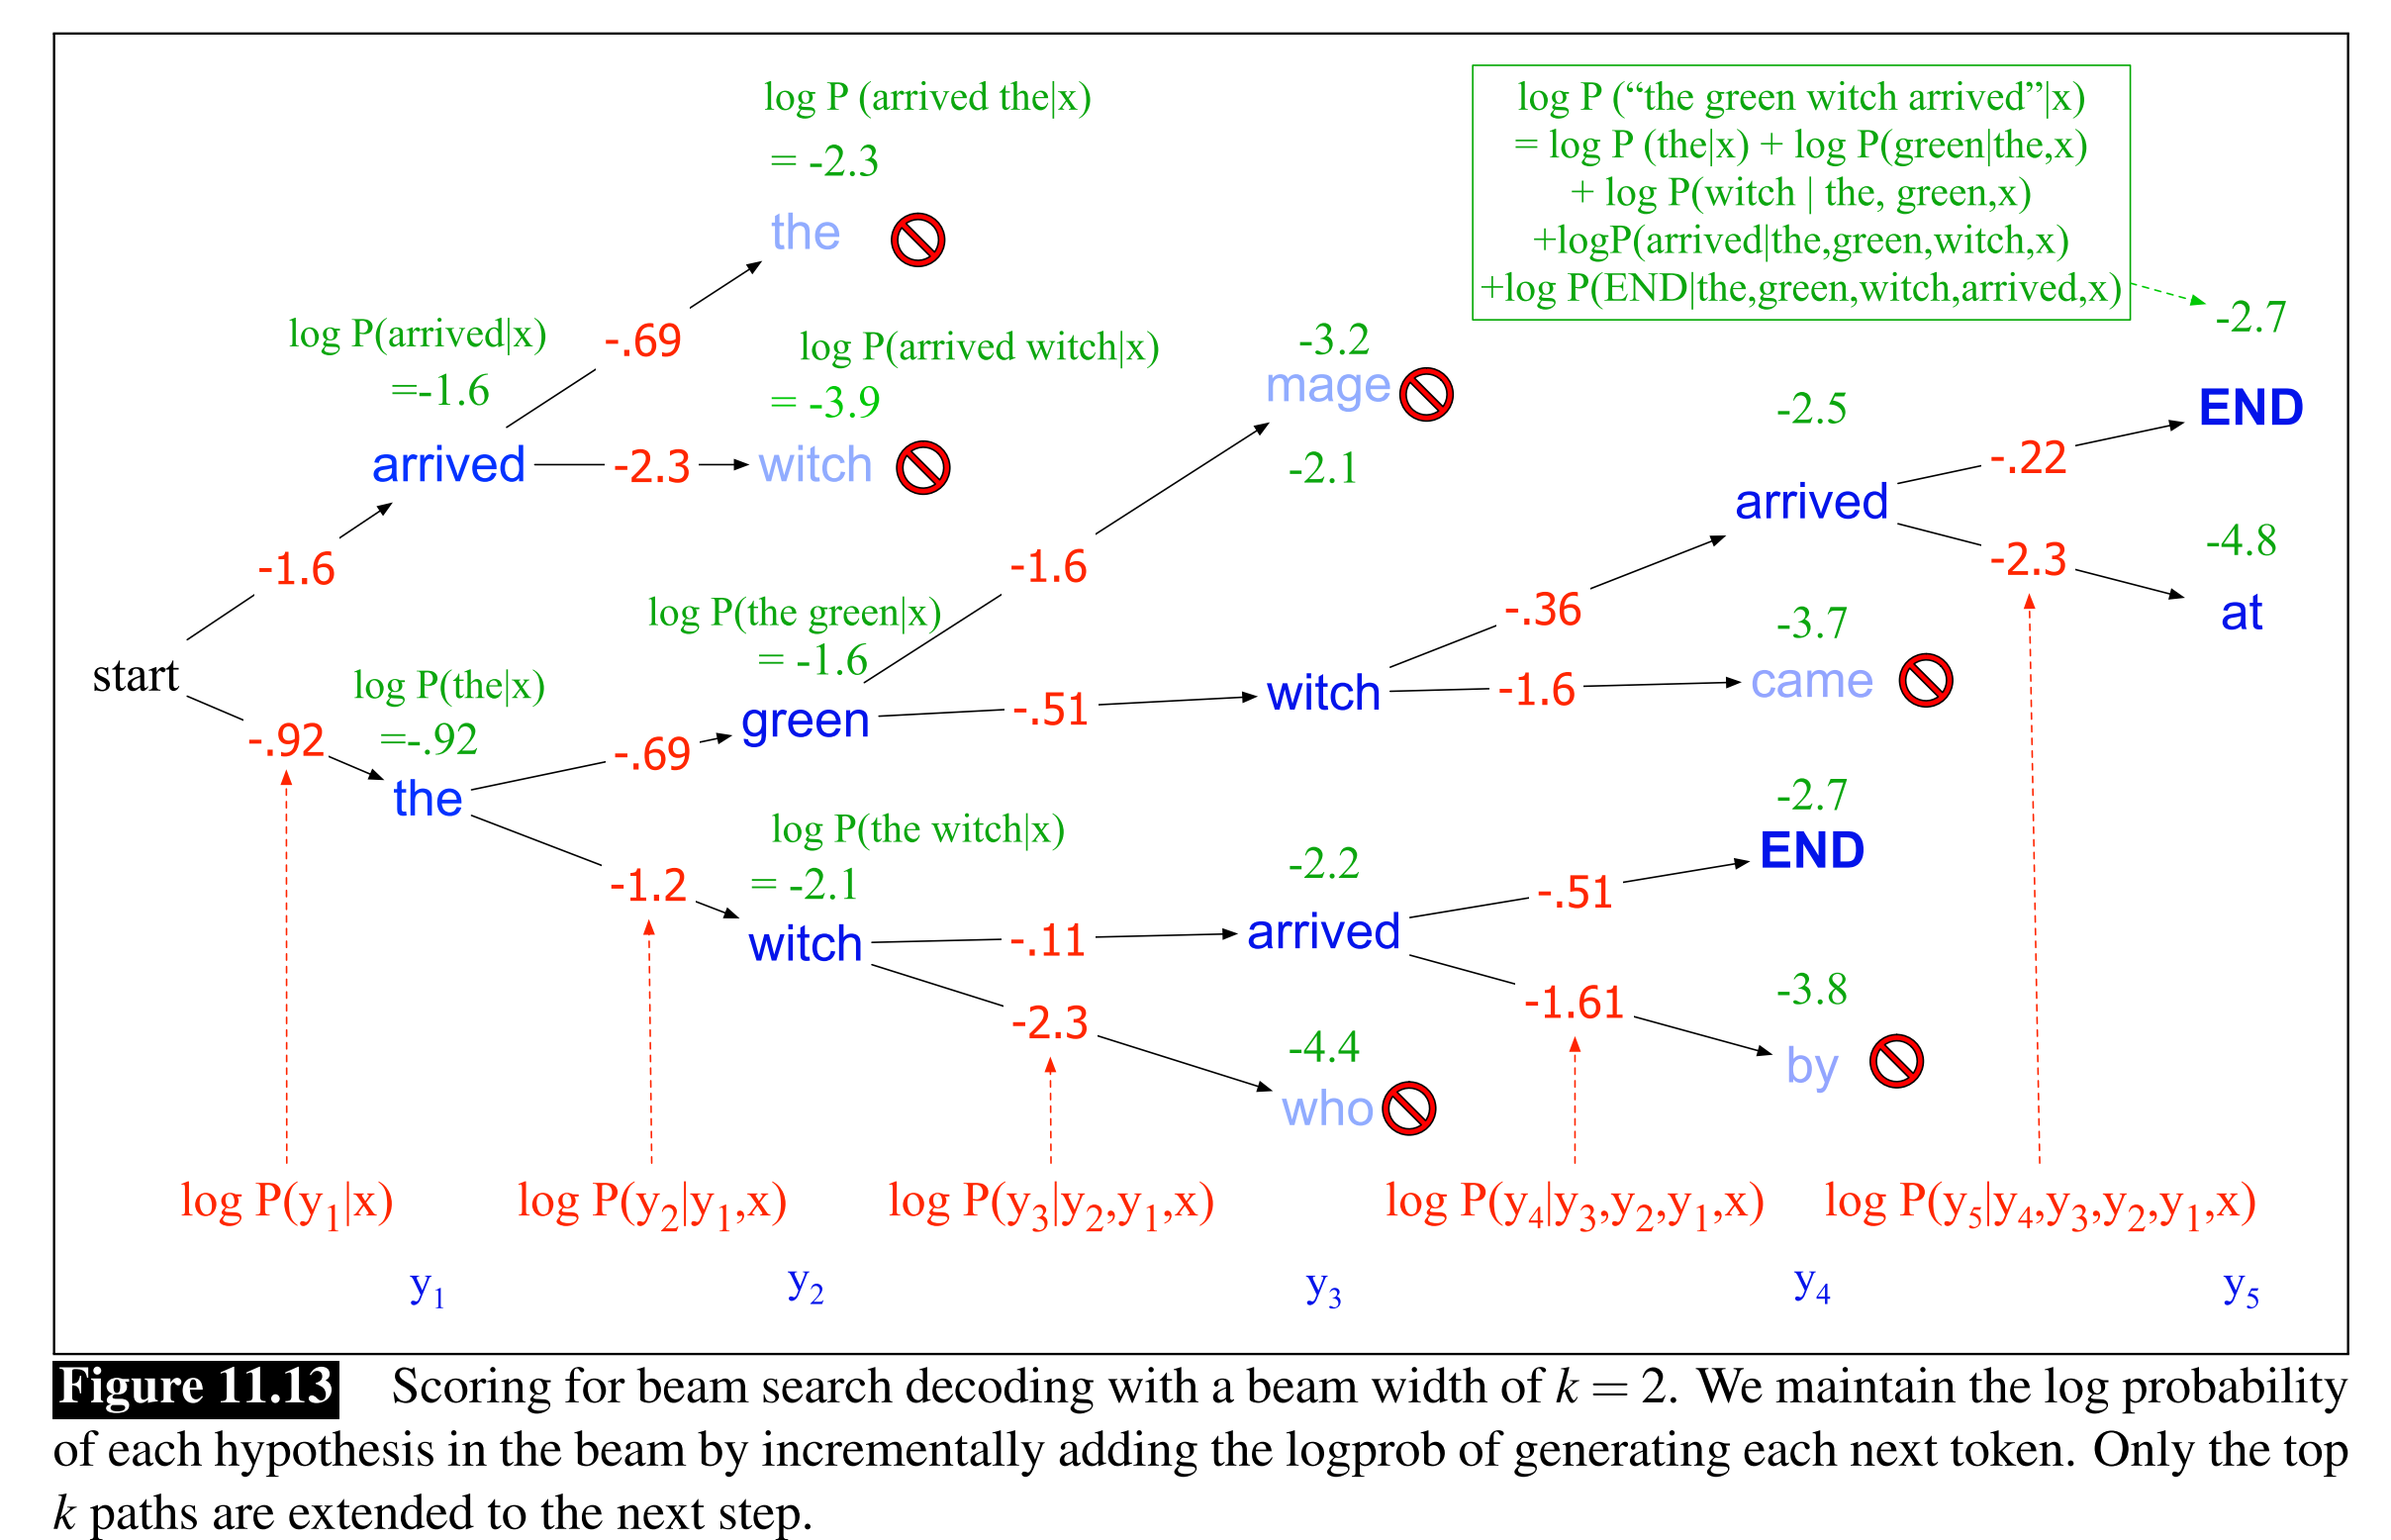 log P (arrived the|x)
= -2.3
the
log P (“the green witch arrived”|x)
= log P (the|x) + log P(green|the,x)
+ log P(witch | the, green,x)
+logP(arrived|the,green,witch,x)
+log P(END|the,green,witch,arrived,x)
-2.7
END
log P(arrived|x)
=-1.6
arrived
-.69
log P(arrived witch|x)
= -3.9
-2.3
witch
-3.2
mage
-2.1
-2.5
arrived
-.22
-2.3
-4.8
at
-1.6
start
-.92
log P(the|x)
=-.92
the
log P(the green|x)
= -1.6
green
-.69
-1.6
-.51
witch
-.36
-1.6
-3.7
came
-1.2
log P(the witch|x)
= -2.1
witch
-.11
-2.3
-2.2
arrived
-.51
-1.61
-2.7
END
-3.8
by
-4.4
who
log P(y1|x)
log P(y2|y1,x)
log P(y3|y2,y1,x)
log P(y4|y3,y2,y1,x)
log P(y5|y4,y3,y2,y1,x)
y1
y2
y3
y4
y5
Figure 11.13 Scoring for beam search decoding with a beam width of k = 2. We maintain the log probability
of each hypothesis in the beam by incrementally adding the logprob of generating each next token. Only the top
k paths are extended to the next step.